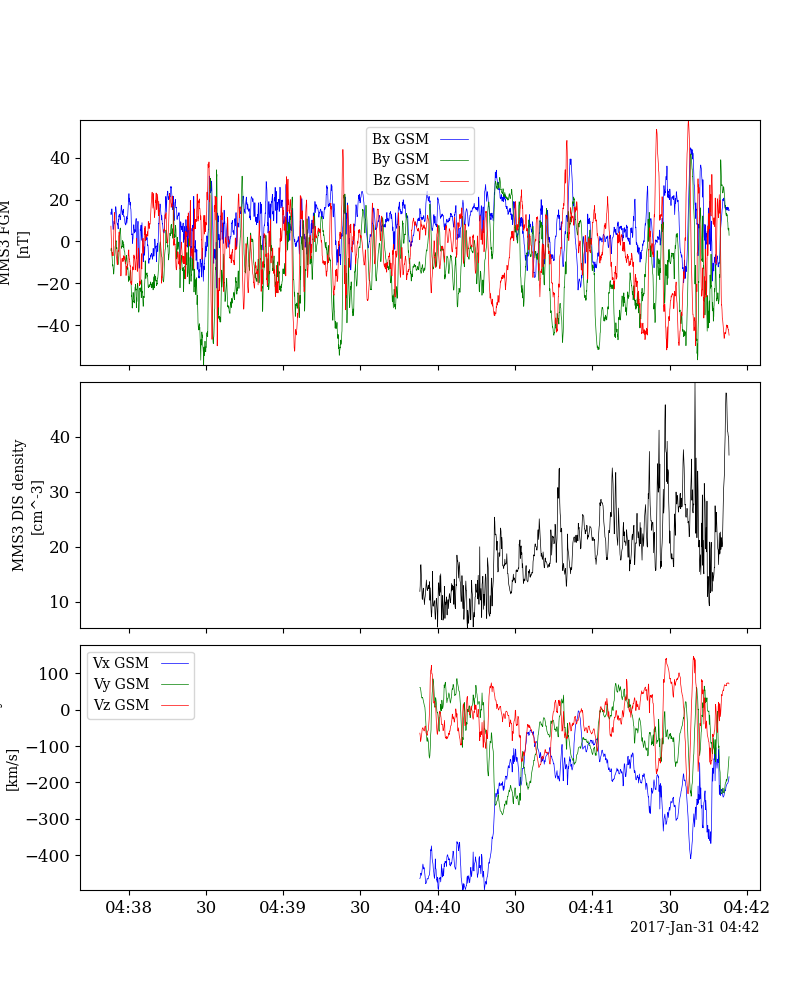 MMS3 FGM
[nT]
40
20
0
−20
−40
Bx GSM
By GSM
Bz GSM
MMS3 DIS density
[cm^-3]
40
30
20
10
[km/s]
100
0
−100
−200
−300
−400
Vx GSM
Vy GSM
Vz GSM
04:38 30 04:39 30 04:40 30 04:41 30 04:42
2017-Jan-31 04:42